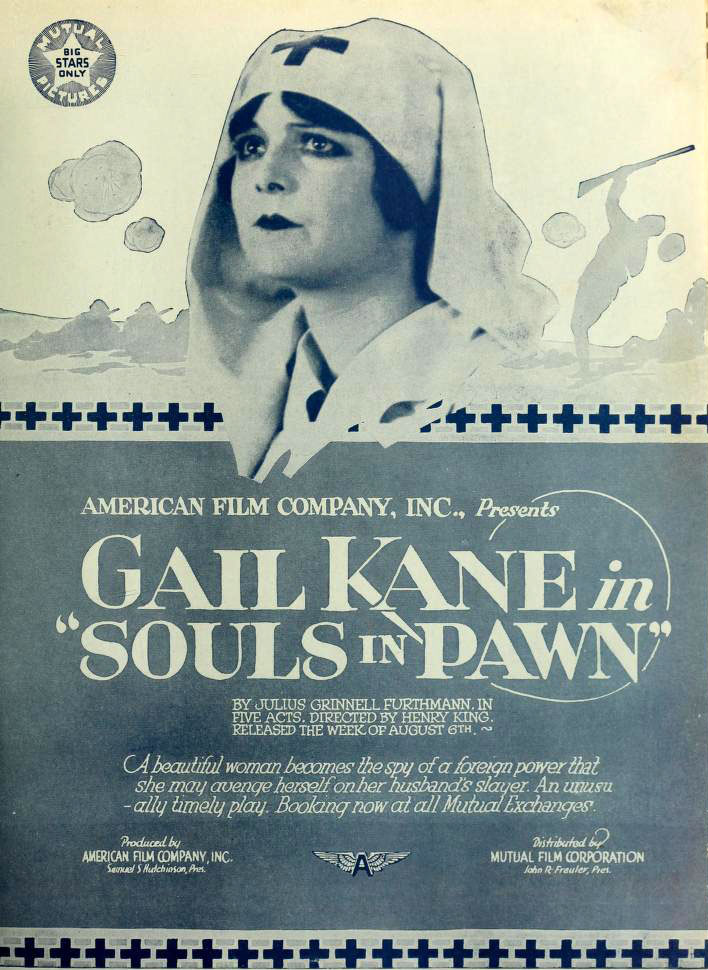 MUTUAL
BIG
STARS
ONLY
PICTURES
AMERICAN FILM COMPANY, INC., Presents
GAIL KANE in
"SOULS IN PAWN"
BY JULIUS GRINNELL FURTHMANN. IN
FIVE ACTS. DIRECTED BY HENRY KING.
RELEASED THE WEEK OF AUGUST 6TH. ~
A beautiful woman becomes the spy of a foreign power that
she may avenge herself on her husband's slayer. An unusu
-ally timely play. Booking now at all Mutual Exchanges.
Produced by
AMERICAN FILM COMPANY, INC.
Samuel S Hutchinson, Pres.
A
Distributed by
MUTUAL FILM CORPORATION
John R. Freuler, Pres.